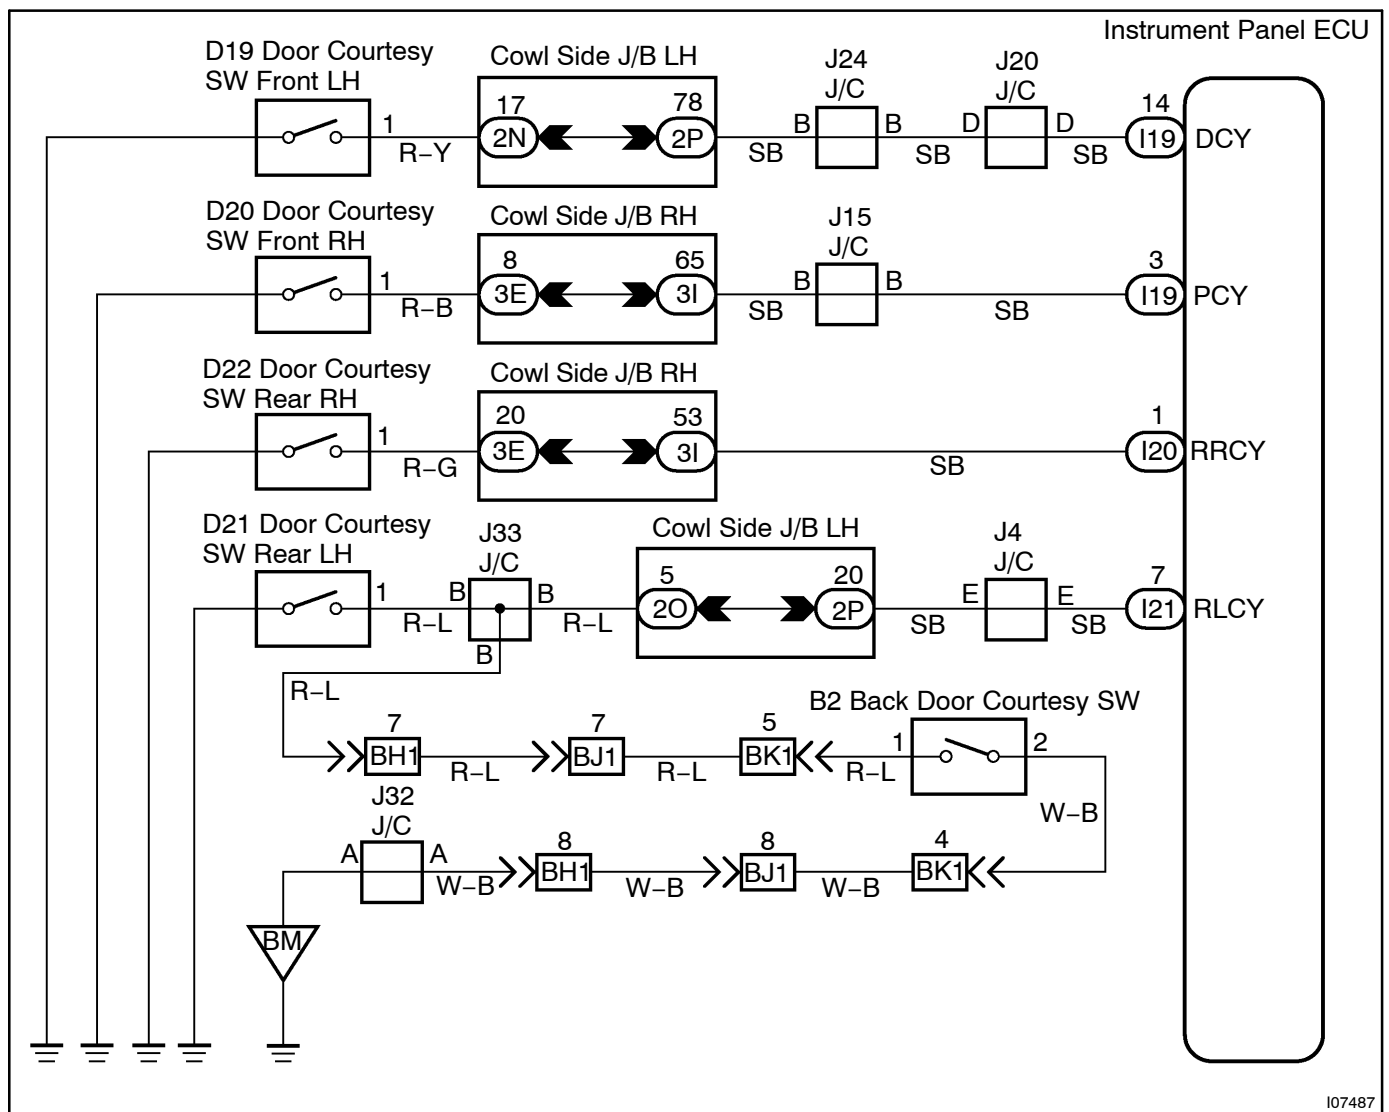 Instrument Panel ECU
D19 Door Courtesy
SW Front LH
Cowl Side J/B LH
J24
J/C
J20
J/C
1
R–Y
17
2N
78
2P
SB
B
B
SB
D
D
SB
14
I19
DCY
D20 Door Courtesy
SW Front RH
Cowl Side J/B RH
J15
J/C
1
R–B
8
3E
65
3I
SB
B
B
SB
3
I19
PCY
D22 Door Courtesy
SW Rear RH
Cowl Side J/B RH
1
R–G
20
3E
53
3I
SB
1
I20
RRCY
D21 Door Courtesy
SW Rear LH
J33
J/C
Cowl Side J/B LH
J4
J/C
1
R–L
B
B
B
R–L
5
2O
20
2P
SB
E
E
SB
7
I21
RLCY
R–L
B2 Back Door Courtesy SW
7
BH1
R–L
7
BJ1
R–L
5
BK1
R–L
1
2
W–B
J32
J/C
A
A
W–B
8
BH1
W–B
8
BJ1
W–B
4
BK1
BM
I07487